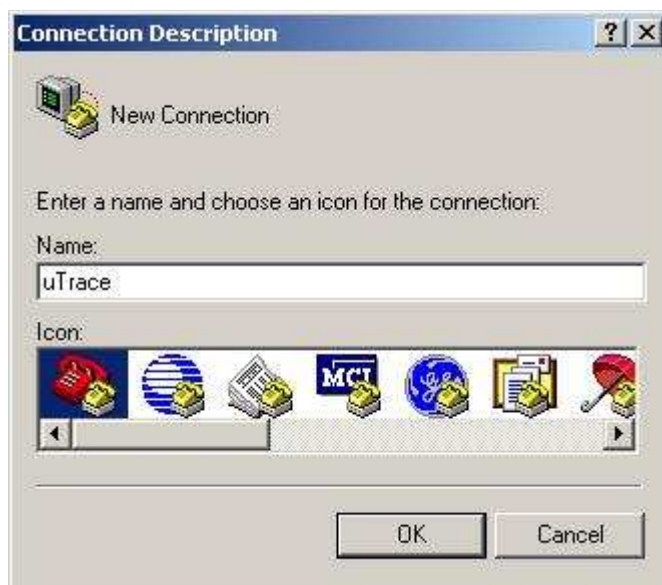 Connection Description
New Connection
Enter a name and choose an icon for the connection:
Name:
uTrace
Icon:
MCI
OK Cancel